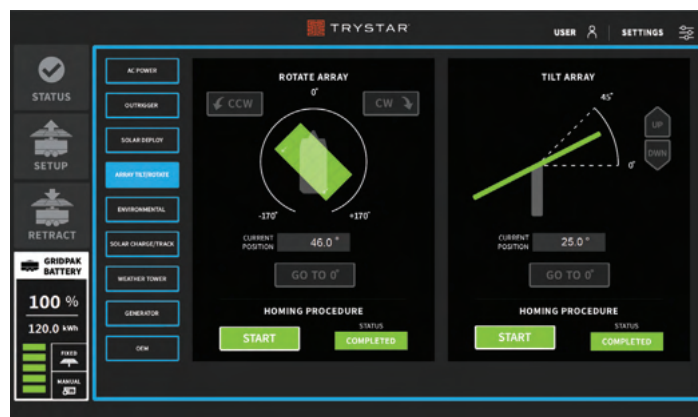 TRYSTAR
USER
SETTINGS
STATUS
SETUP
RETRACT
GRIDPAK
BATTERY
100 %
120.0 kWh
FIXED
MANUAL
AC POWER
OUTRIGGER
SOLAR DEPLOY
ARRAY TILT/ROTATE
ENVIRONMENTAL
SOLAR CHARGE/TRACK
WEATHER TOWER
GENERATOR
OEM
ROTATE ARRAY
0°
CCW
CW
-170°
+170°
CURRENT
POSITION
46.0 °
GO TO 0°
HOMING PROCEDURE
START
STATUS
COMPLETED
TILT ARRAY
45°
UP
DWN
0°
CURRENT
POSITION
25.0 °
GO TO 0°
HOMING PROCEDURE
START
STATUS
COMPLETED